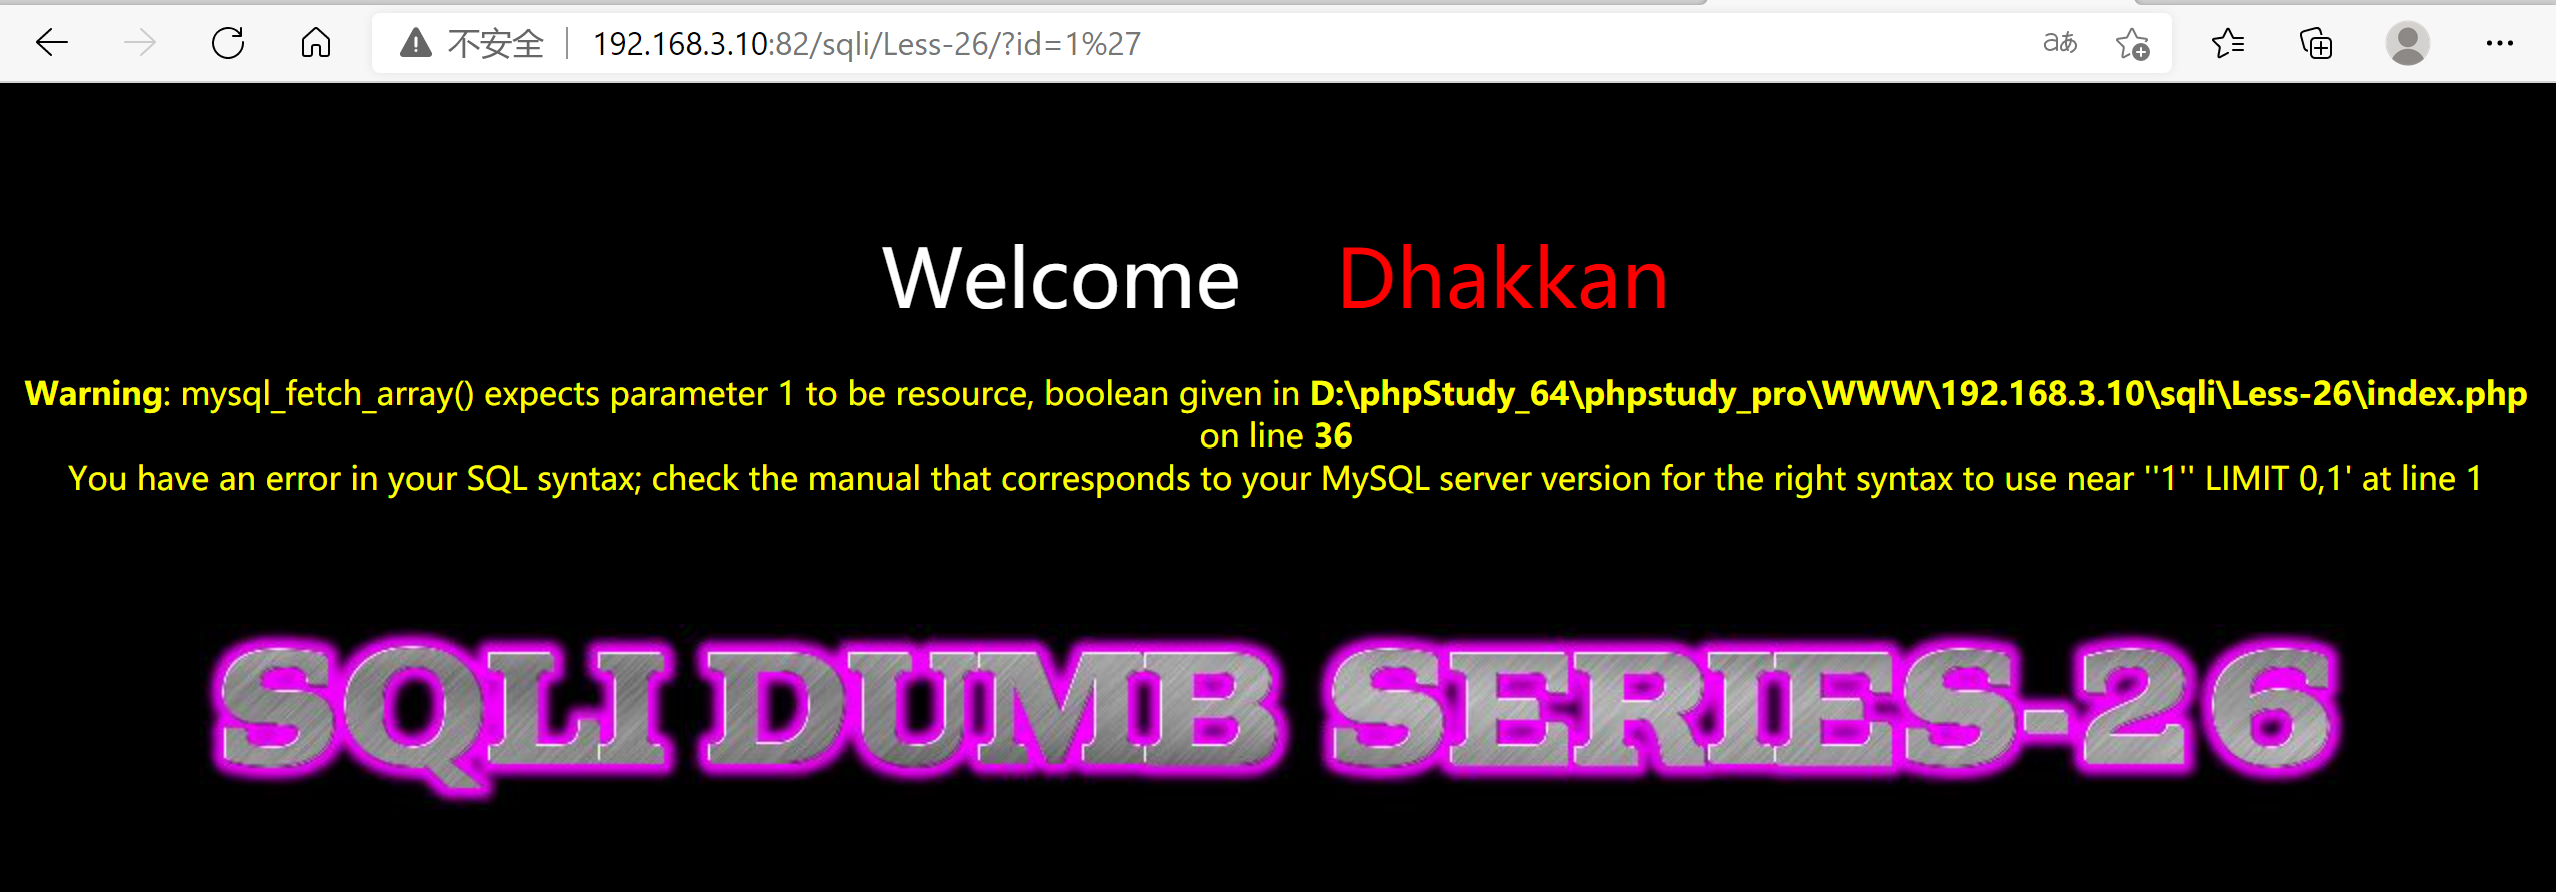 不安全 192.168.3.10:82/sqli/Less-26/?id=1%27 aあ
Welcome Dhakkan
Warning: mysql_fetch_array() expects parameter 1 to be resource, boolean given in D:\phpStudy_64\phpstudy_pro\WWW\192.168.3.10\sqli\Less-26\index.php
on line 36
You have an error in your SQL syntax; check the manual that corresponds to your MySQL server version for the right syntax to use near ''1'' LIMIT 0,1' at line 1
SQLI DUMB SERIES-26